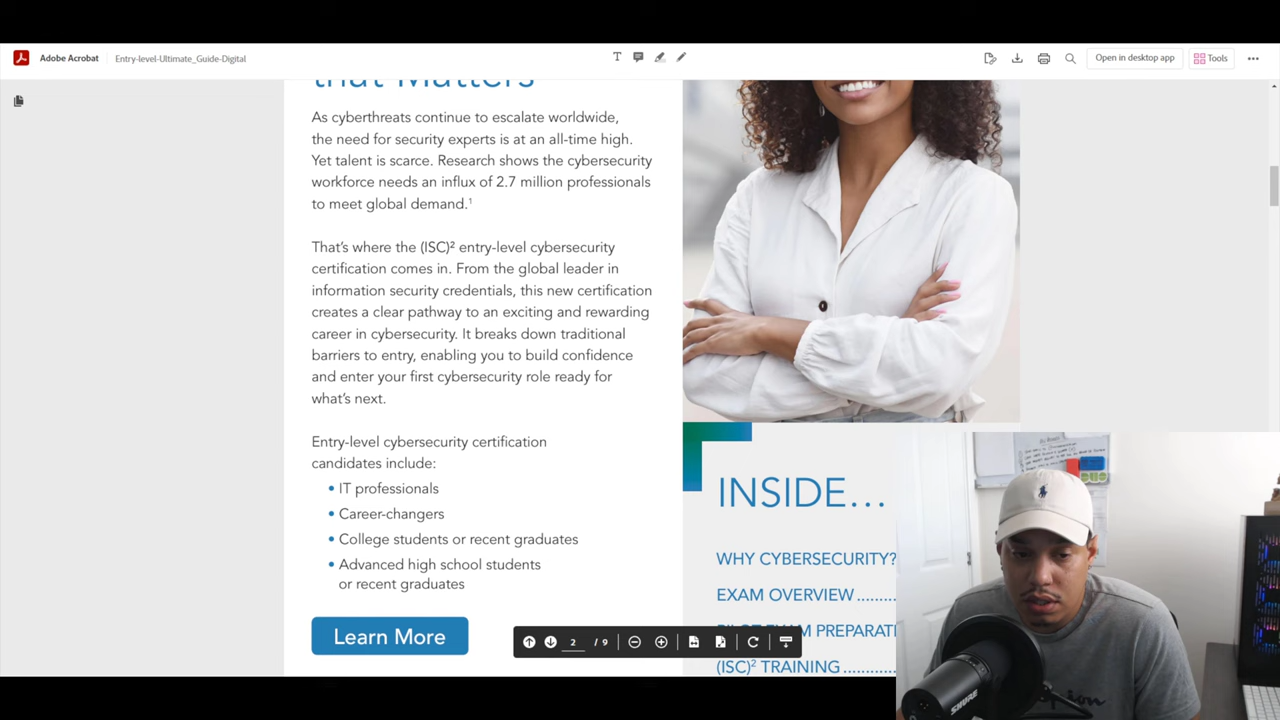 Adobe Acrobat
Entry-level-Ultimate_Guide-Digital
Open in desktop app
Tools
that Matters
As cyberthreats continue to escalate worldwide,
the need for security experts is at an all-time high.
Yet talent is scarce. Research shows the cybersecurity
workforce needs an influx of 2.7 million professionals
to meet global demand.¹
That's where the (ISC)² entry-level cybersecurity
certification comes in. From the global leader in
information security credentials, this new certification
creates a clear pathway to an exciting and rewarding
career in cybersecurity. It breaks down traditional
barriers to entry, enabling you to build confidence
and enter your first cybersecurity role ready for
what's next.
Entry-level cybersecurity certification
candidates include:
• IT professionals
• Career-changers
• College students or recent graduates
• Advanced high school students
or recent graduates
Learn More
2 / 9
INSIDE...
WHY CYBERSECURITY?
EXAM OVERVIEW..........
(ISC)² TRAINING............
SHURE